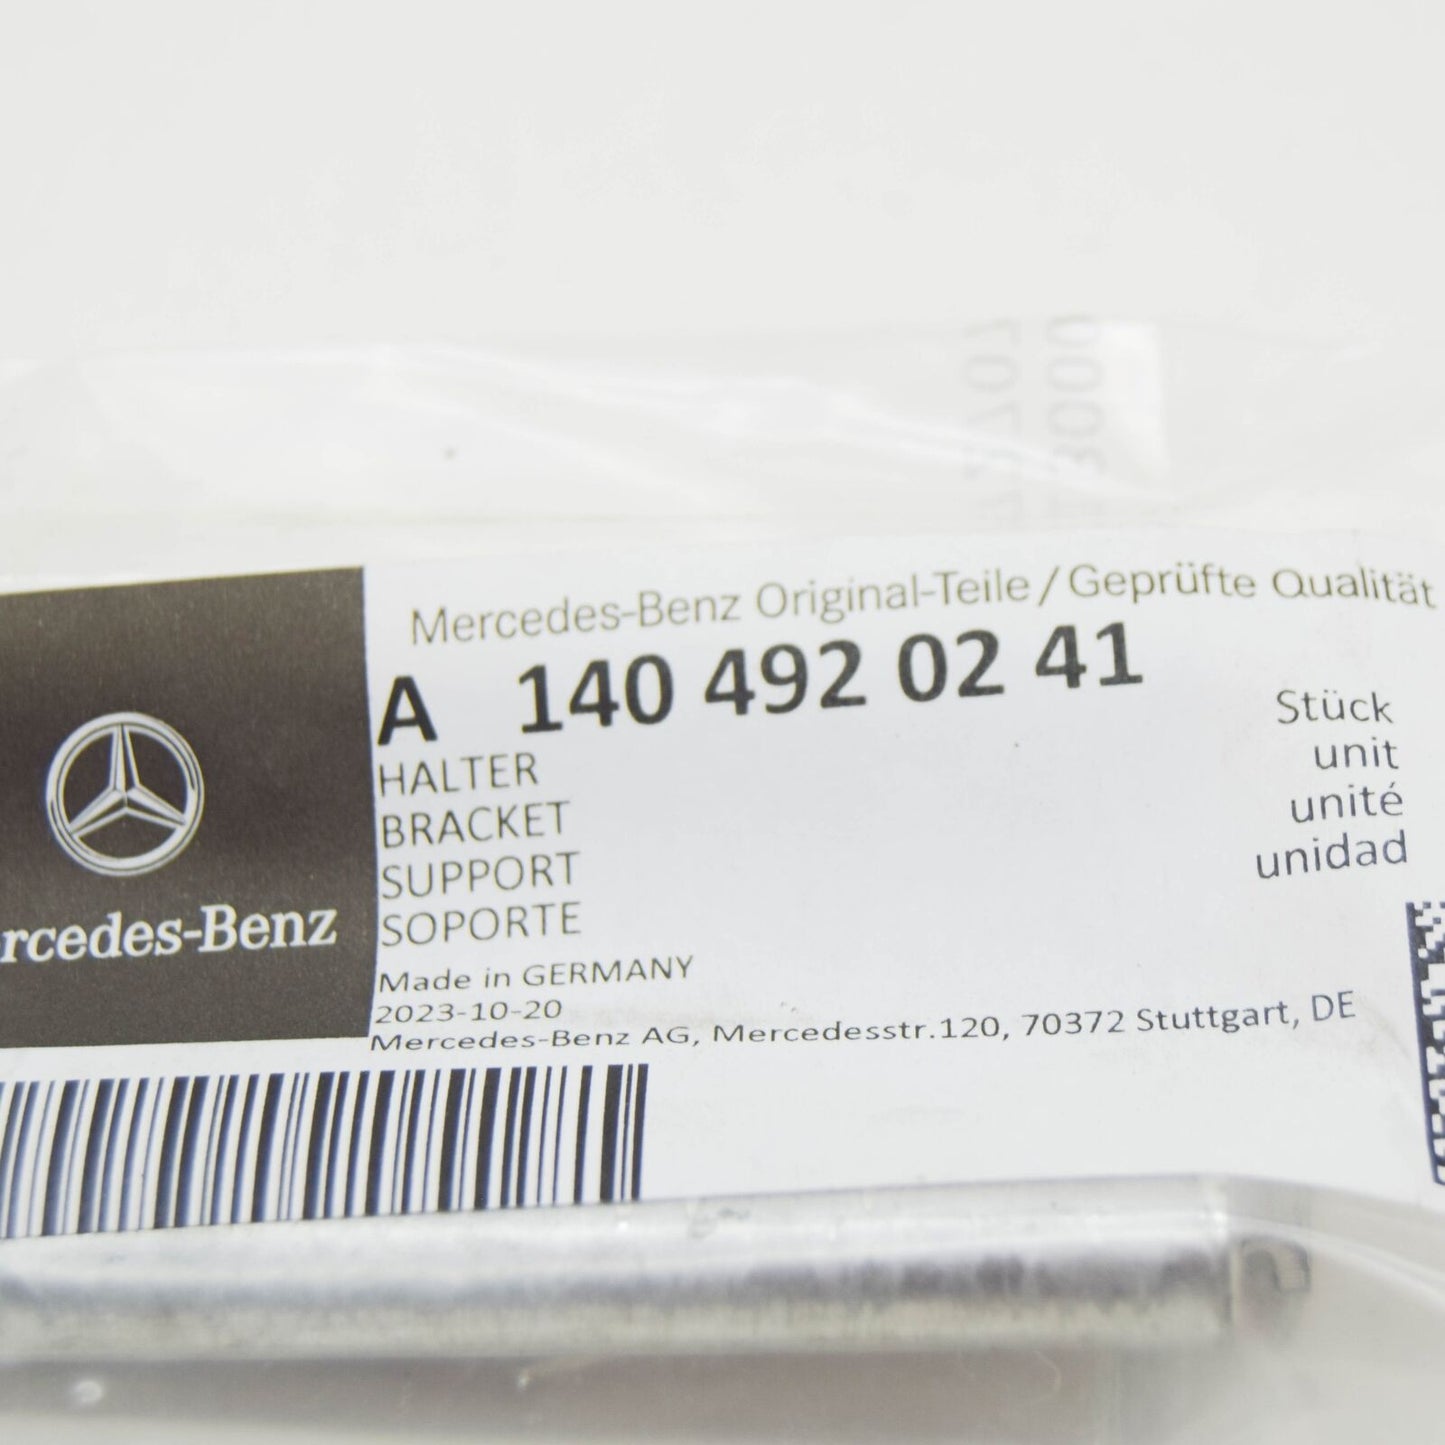 Mercedes-Benz Original-Teile / Geprüfte Qualität
A 140 492 02 41
HALTER
BRACKET
SUPPORT
SOPORTE
Stück
unit
unité
unidad
Made in GERMANY
2023-10-20
Mercedes-Benz AG, Mercedesstr.120, 70372 Stuttgart, DE
rcedes-Benz